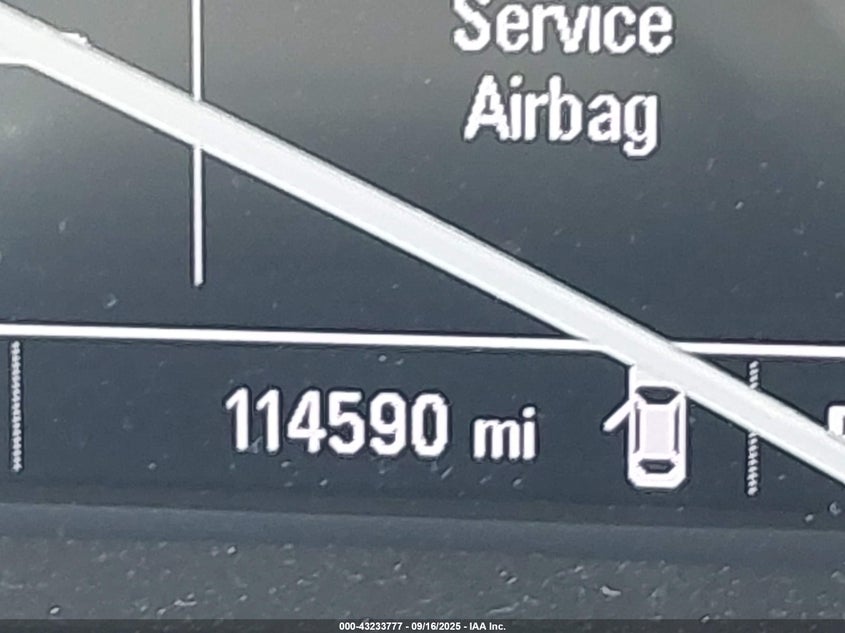 Service
Airbag
114590 mi
000-43233777 - 09/16/2025 - IAA Inc.